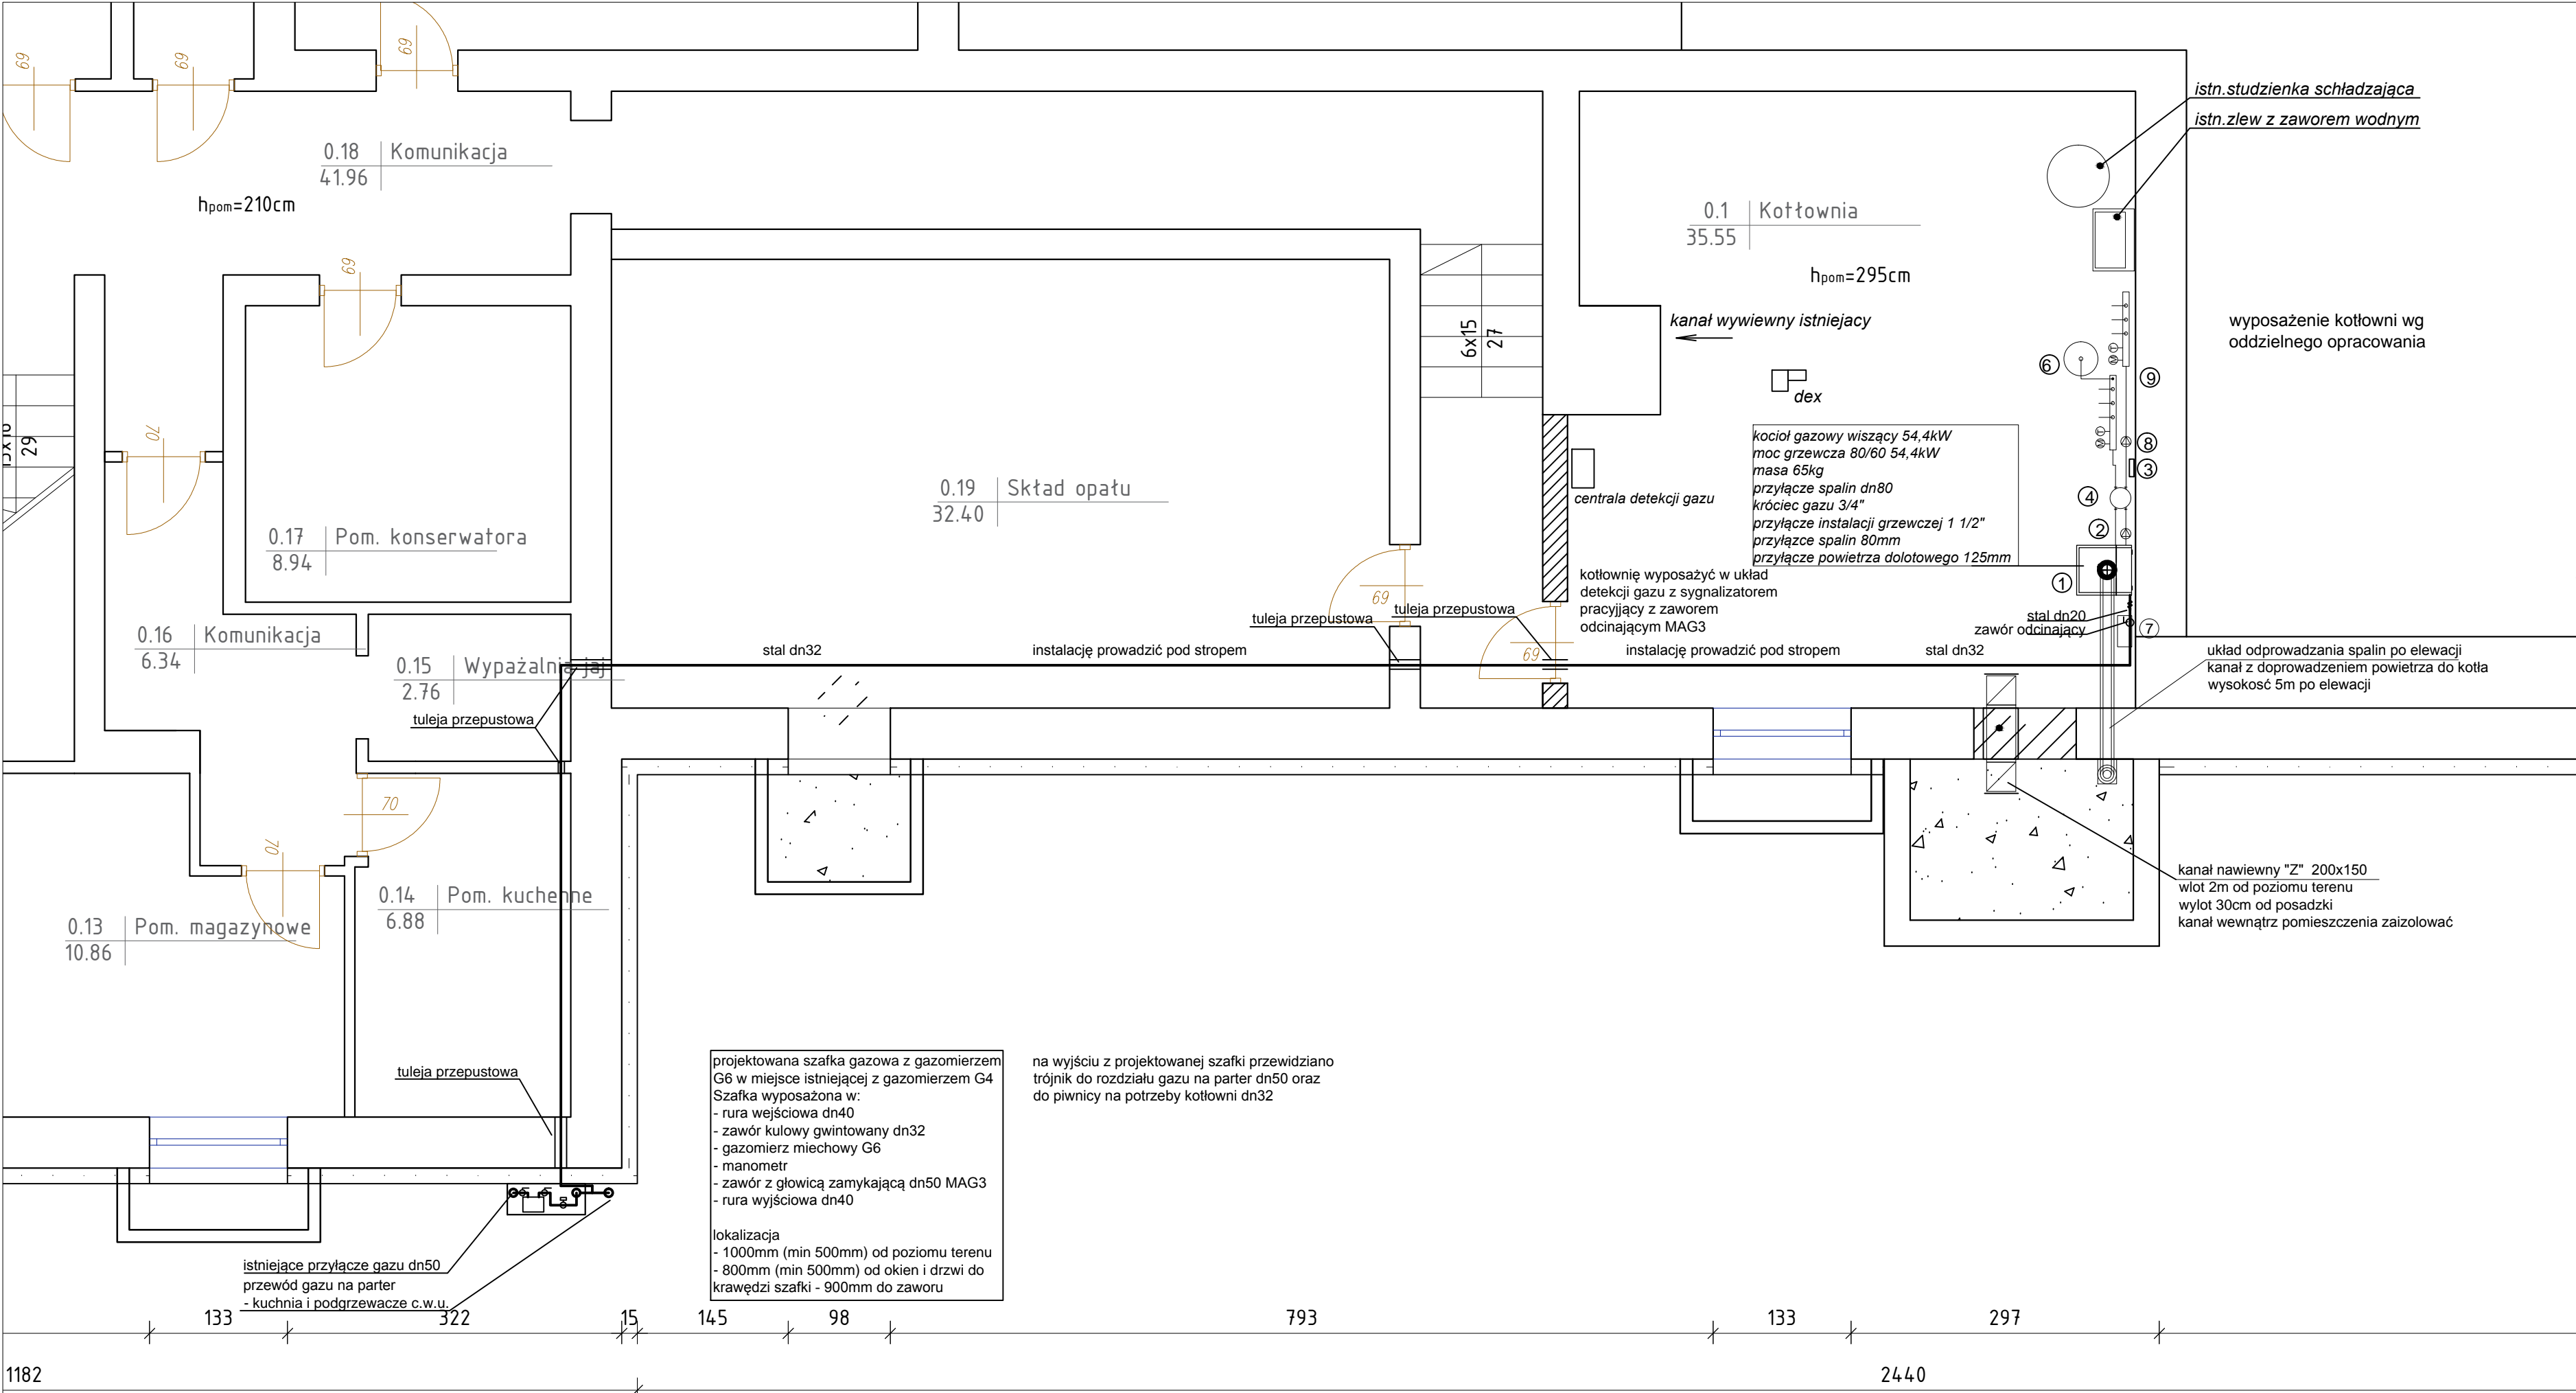 69
69
69
istn.studzienka schładzająca
istn.zlew z zaworem wodnym
0.18 Komunikacja
41.96
hpom=210cm
0.1 Kotłownia
35.55
hpom=295cm
69
kanał wywiewny istniejacy
6x15
27
wyposażenie kotłowni wg
oddzielnego opracowania
6
9
dex
29
70
kocioł gazowy wiszący 54,4kW
moc grzewcza 80/60 54,4kW
masa 65kg
przyłącze spalin dn80
króciec gazu 3/4"
przyłącze instalacji grzewczej 1 1/2"
przyłązce spalin 80mm
przyłącze powietrza dolotowego 125mm
8
3
4
2
1
7
0.19 Skład opału
32.40
centrala detekcji gazu
0.17 Pom. konserwatora
8.94
kotłownię wyposażyć w układ
detekcji gazu z sygnalizatorem
pracyjjący z zaworem
odcinającym MAG3
69
tuleja przepustowa
tuleja przepustowa
69
stal dn20
zawór odcinający
0.16 Komunikacja
6.34
0.15 Wypażalnia jaj
2.76
stal dn32
instalację prowadzić pod stropem
instalację prowadzić pod stropem
stal dn32
układ odprowadzania spalin po elewacji
kanał z doprowadzeniem powietrza do kotła
wysokosć 5m po elewacji
tuleja przepustowa
70
70
0.14 Pom. kuchenne
6.88
0.13 Pom. magazynowe
10.86
kanał nawiewny "Z" 200x150
wlot 2m od poziomu terenu
wylot 30cm od posadzki
kanał wewnątrz pomieszczenia zaizolować
tuleja przepustowa
projektowana szafka gazowa z gazomierzem
G6 w miejsce istniejącej z gazomierzem G4
Szafka wyposażona w:
- rura wejściowa dn40
- zawór kulowy gwintowany dn32
- gazomierz miechowy G6
- manometr
- zawór z głowicą zamykającą dn50 MAG3
- rura wyjściowa dn40
lokalizacja
- 1000mm (min 500mm) od poziomu terenu
- 800mm (min 500mm) od okien i drzwi do
krawędzi szafki - 900mm do zaworu
na wyjściu z projektowanej szafki przewidziano
trójnik do rozdziału gazu na parter dn50 oraz
do piwnicy na potrzeby kotłowni dn32
istniejące przyłącze gazu dn50
przewód gazu na parter
- kuchnia i podgrzewacze c.w.u.
133 322 15 145 98 793 133 297
1182 2440